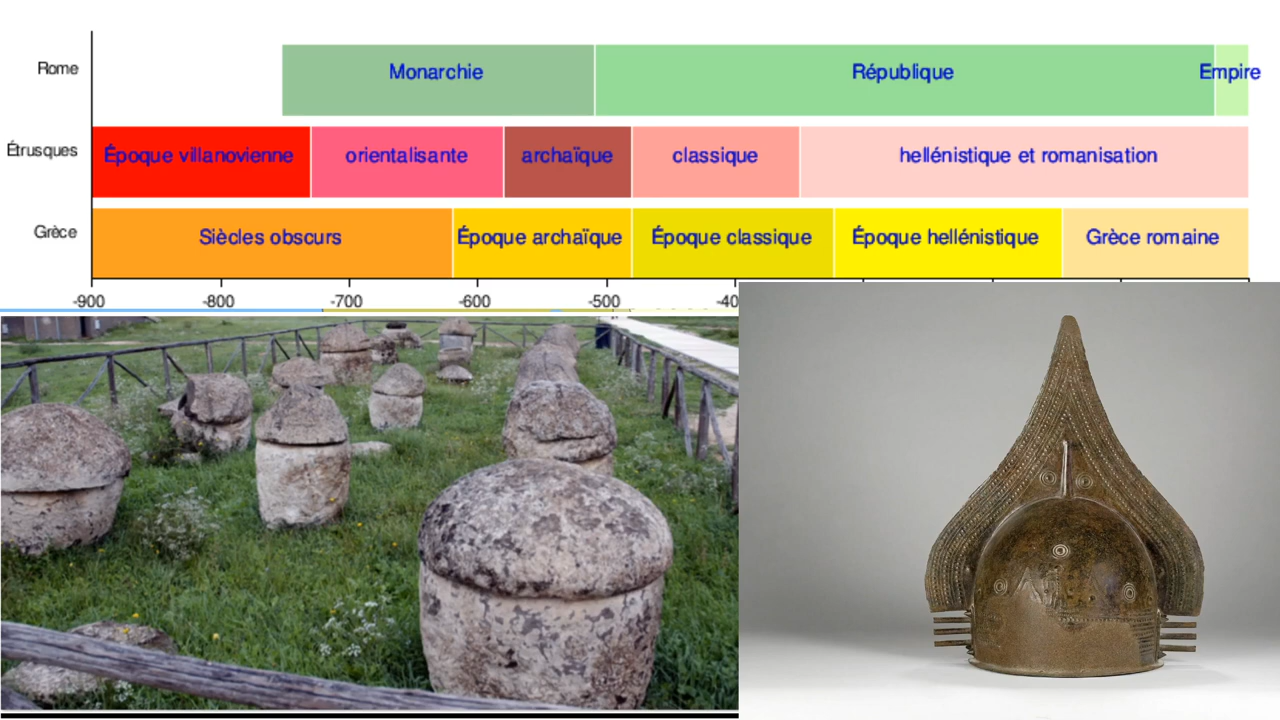 Rome
Monarchie
République
Empire
Étrusques
Époque villanovienne
orientalisante
archaïque
classique
hellénistique et romanisation
Grèce
Siècles obscurs
Époque archaïque
Époque classique
Époque hellénistique
Grèce romaine
-900 -800 -700 -600 -500 -40